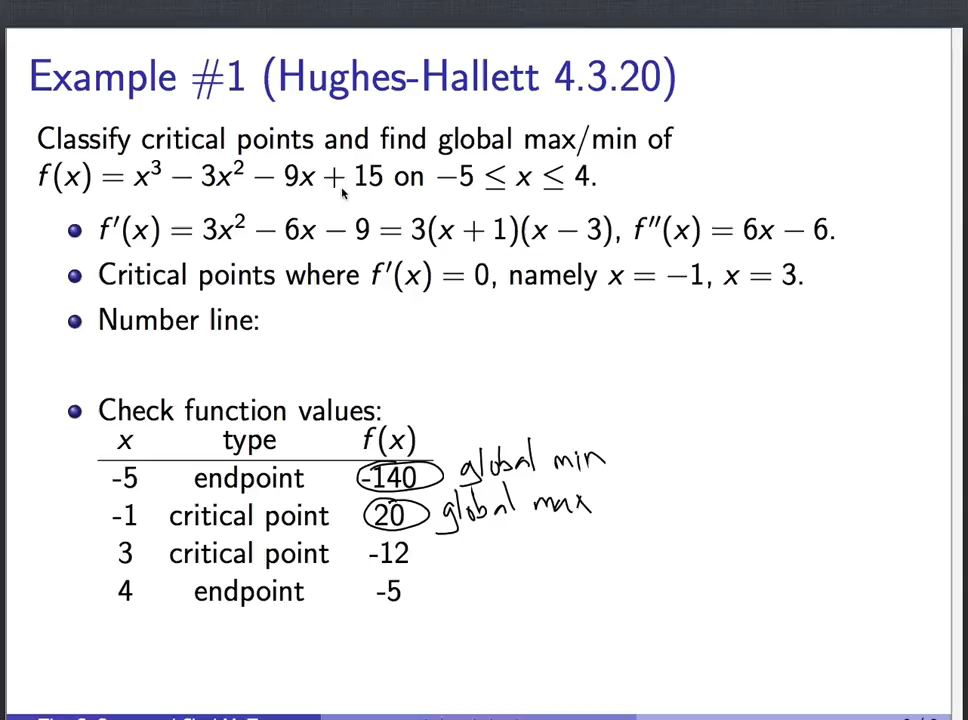 Example #1 (Hughes-Hallett 4.3.20)
Classify critical points and find global max/min of
f(x) = x³ − 3x² − 9x + 15 on −5 ≤ x ≤ 4.
f′(x) = 3x² − 6x − 9 = 3(x + 1)(x − 3), f″(x) = 6x − 6.
Critical points where f′(x) = 0, namely x = −1, x = 3.
Number line:
Check function values:
x type f(x)
-5 endpoint -140 global min
-1 critical point 20 global max
3 critical point -12
4 endpoint -5